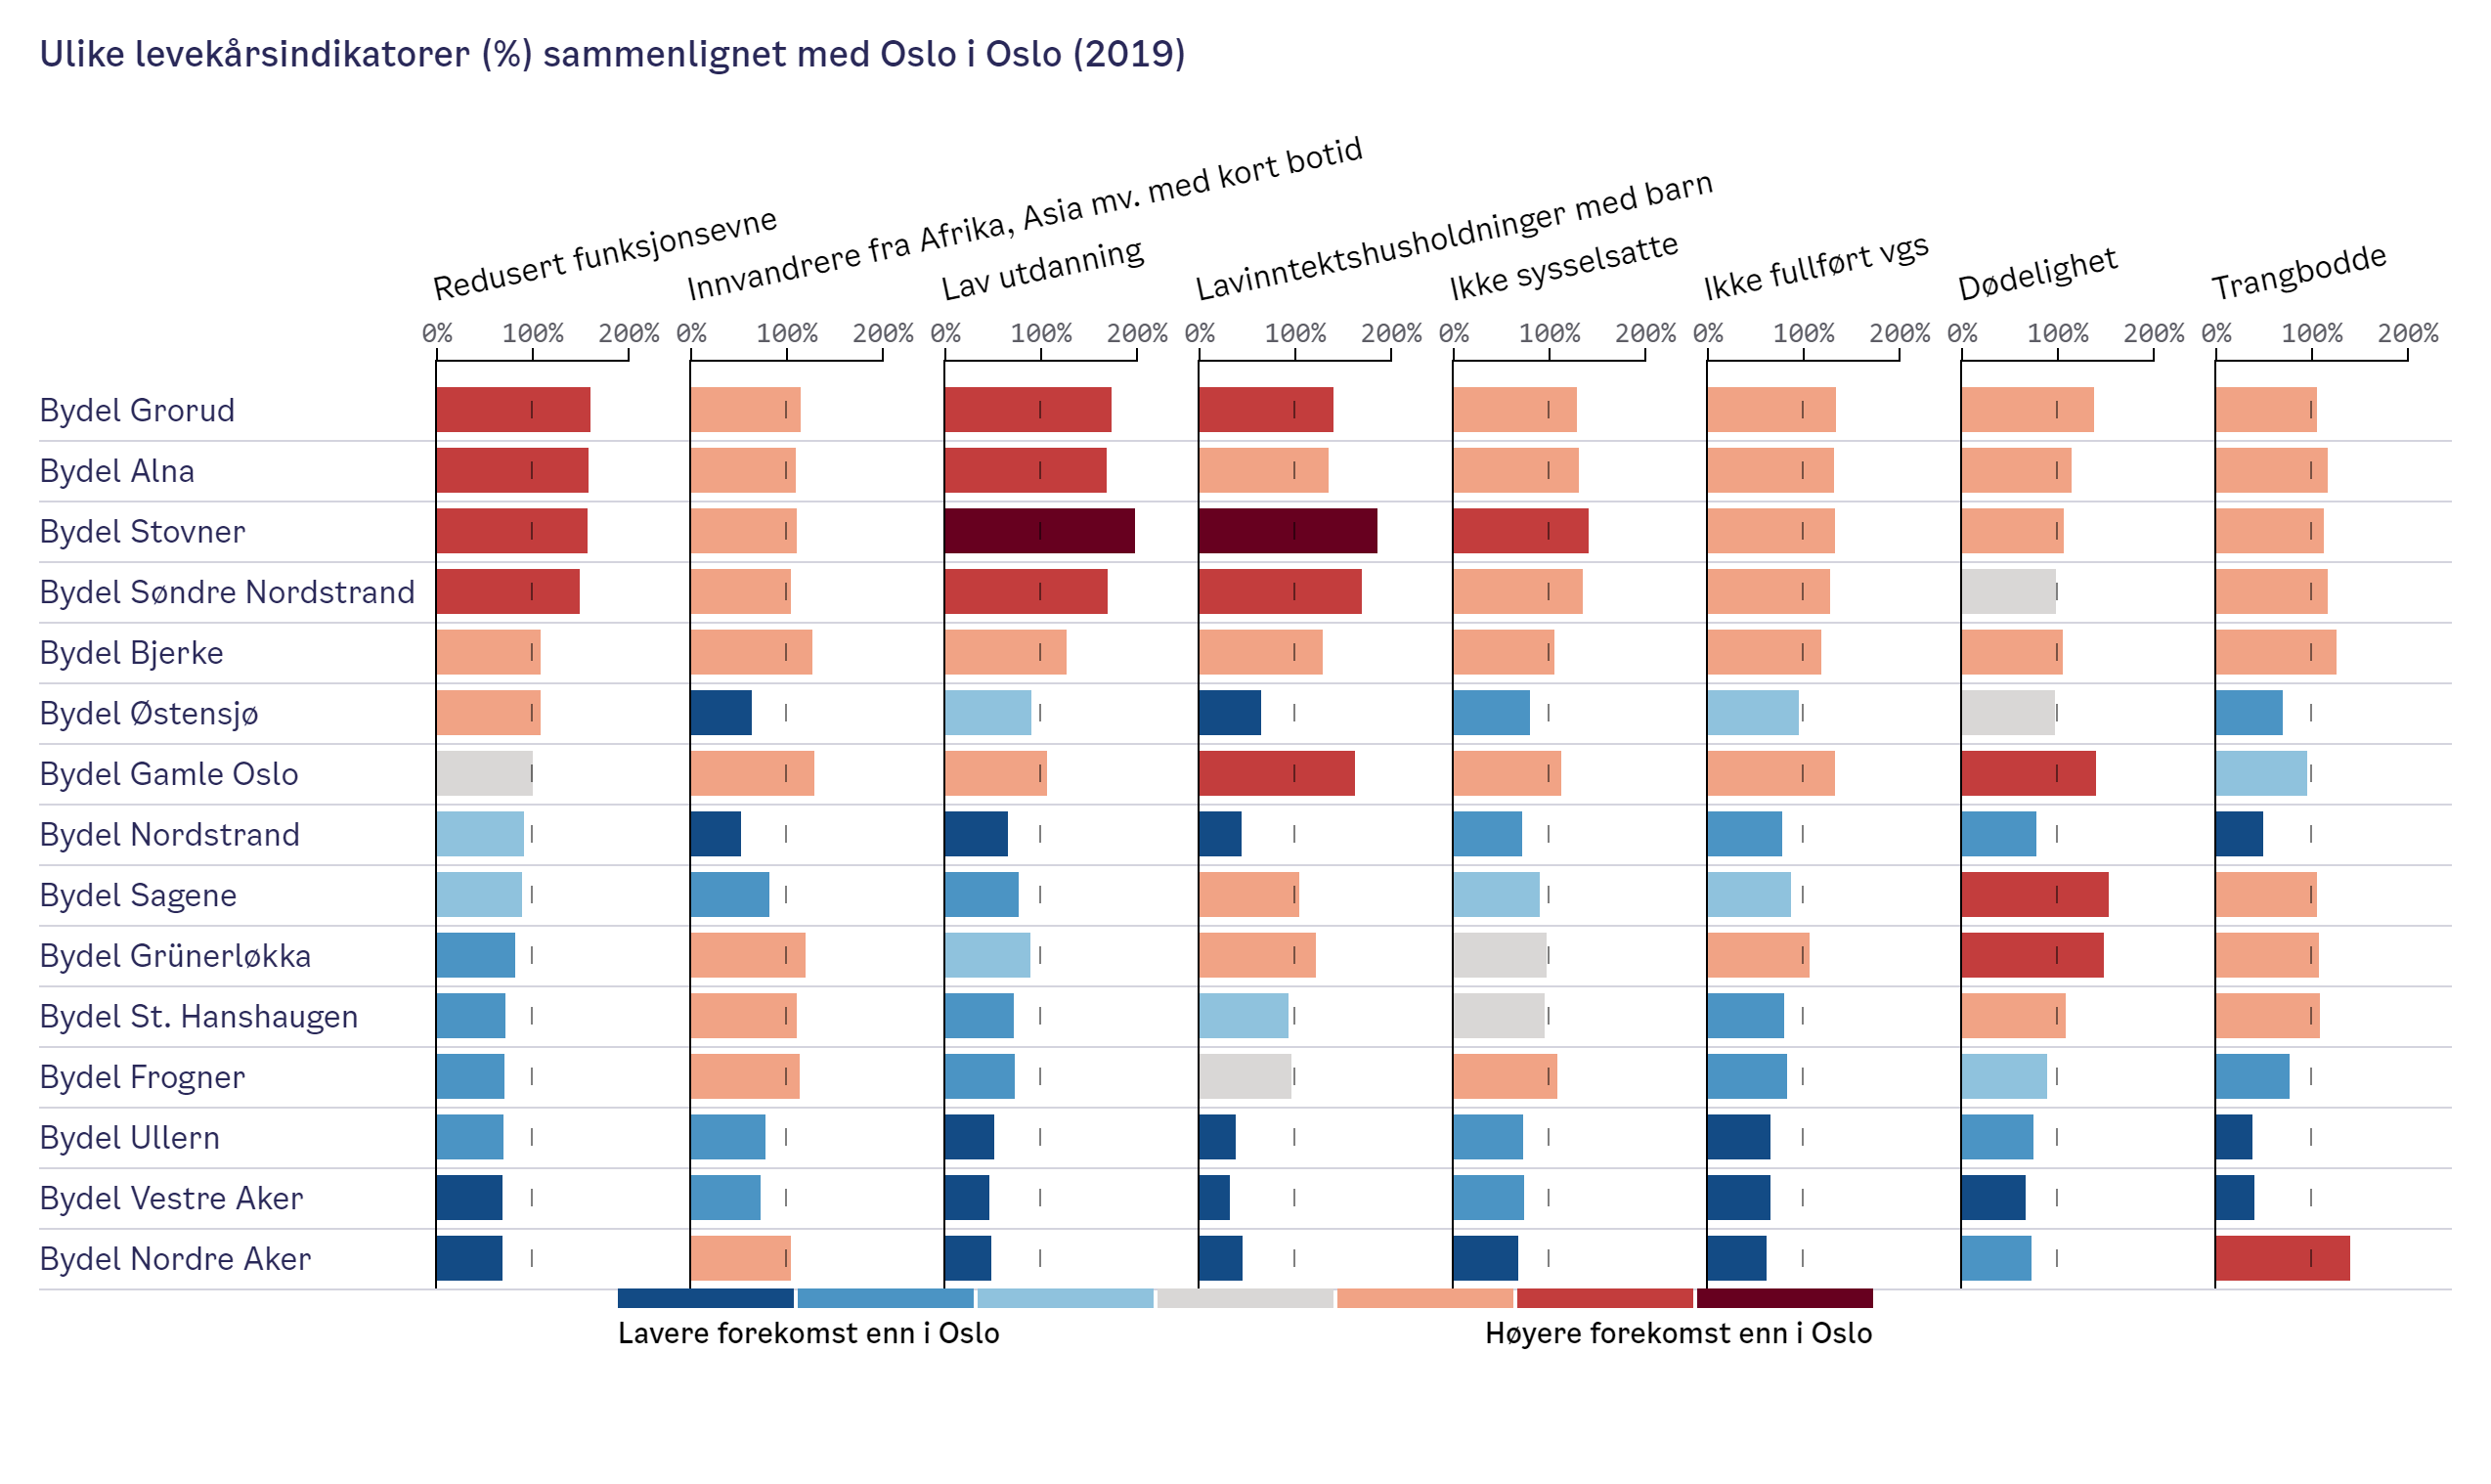 Ulike levekårsindikatorer (%) sammenlignet med Oslo i Oslo (2019)
Redusert funksjonsevne
Innvandrere fra Afrika, Asia mv. med kort botid
Lav utdanning
Lavinntektshusholdninger med barn
Ikke sysselsatte
Ikke fullført vgs
Dødelighet
Trangbodde
0% 100% 200% 0% 100% 200% 0% 100% 200% 0% 100% 200% 0% 100% 200% 0% 100% 200% 0% 100% 200% 0% 100% 200%
Bydel Grorud
Bydel Alna
Bydel Stovner
Bydel Søndre Nordstrand
Bydel Bjerke
Bydel Østensjø
Bydel Gamle Oslo
Bydel Nordstrand
Bydel Sagene
Bydel Grünerløkka
Bydel St. Hanshaugen
Bydel Frogner
Bydel Ullern
Bydel Vestre Aker
Bydel Nordre Aker
Lavere forekomst enn i Oslo
Høyere forekomst enn i Oslo